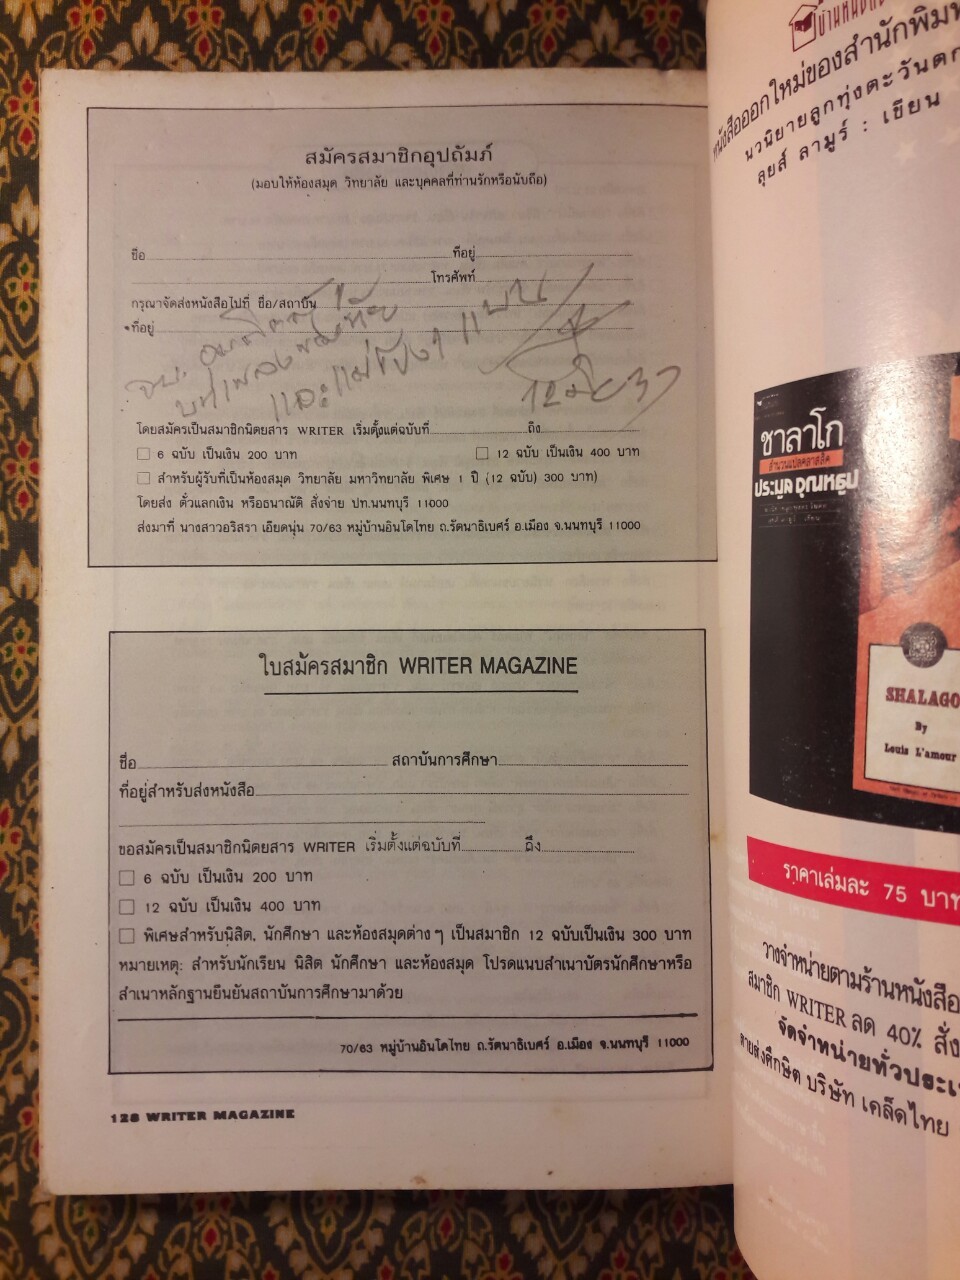 สมัครสมาชิกอุปถัมภ์
(มอบให้ห้องสมุด วิทยาลัย และบุคคลที่ท่านรักหรือนับถือ)
ชื่อ ที่อยู่
โทรศัพท์
กรุณาจัดส่งหนังสือไปที่ ชื่อ/สถาบัน
ที่อยู่
โดยสมัครเป็นสมาชิกนิตยสาร WRITER เริ่มตั้งแต่ฉบับที่ ถึง
6 ฉบับ เป็นเงิน 200 บาท 12 ฉบับ เป็นเงิน 400 บาท
สำหรับผู้รับที่เป็นห้องสมุด วิทยาลัย มหาวิทยาลัย พิเศษ 1 ปี (12 ฉบับ) 300 บาท)
โดยส่ง ตั๋วแลกเงิน หรือธนาณัติ สั่งจ่าย ปท.นนทบุรี 11000
ส่งมาที่ นางสาวอริสรา เอียดนุ่น 70/63 หมู่บ้านอินโดไทย ถ.รัตนาธิเบศร์ อ.เมือง จ.นนทบุรี 11000
ใบสมัครสมาชิก WRITER MAGAZINE
ชื่อ สถาบันการศึกษา
ที่อยู่สำหรับส่งหนังสือ
ขอสมัครเป็นสมาชิกนิตยสาร WRITER เริ่มตั้งแต่ฉบับที่ ถึง
6 ฉบับ เป็นเงิน 200 บาท
12 ฉบับ เป็นเงิน 400 บาท
พิเศษสำหรับนิสิต, นักศึกษา และห้องสมุดต่างๆ เป็นสมาชิก 12 ฉบับเป็นเงิน 300 บาท
หมายเหตุ: สำหรับนักเรียน นิสิต นักศึกษา และห้องสมุด โปรดแนบสำเนาบัตรนักศึกษาหรือ
สำเนาหลักฐานยืนยันสถาบันการศึกษามาด้วย
70/63 หมู่บ้านอินโดไทย ถ.รัตนาธิเบศร์ อ.เมือง จ.นนทบุรี 11000
128 WRITER MAGAZINE
หนังสือออกใหม่ของสำนักพิมพ์
นวนิยายลูกทุ่งตะวันตก
ลุยส์ ลามูร์ : เขียน
ชาลาโก
สำนวนแปลคลาสสิค
ประมูล อุณหธูป
SHALAGO
By
Louis L'amour
ราคาเล่มละ 75 บาท
วางจำหน่ายตามร้านหนังสือ
สมาชิก WRITER ลด 40% สั่ง
จัดจำหน่ายทั่วประเ
สายส่งศึกษิต บริษัท เคล็ดไทย